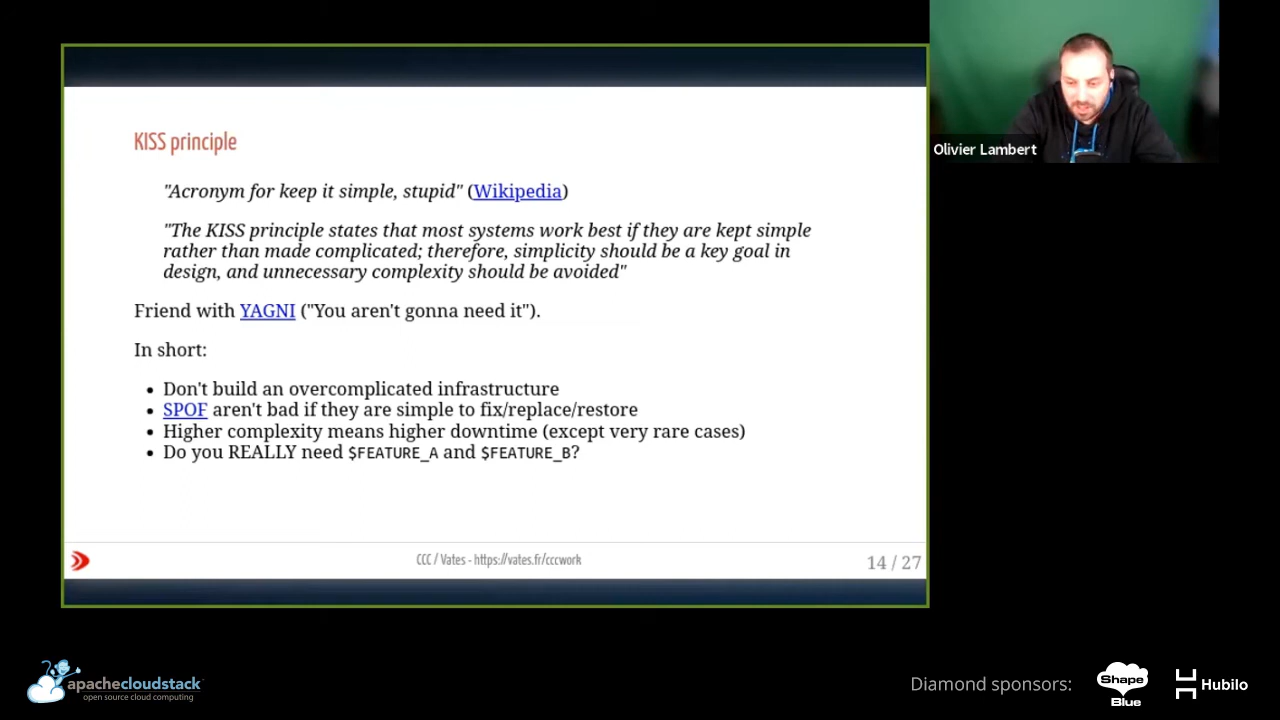 KISS principle
"Acronym for keep it simple, stupid" (Wikipedia)
"The KISS principle states that most systems work best if they are kept simple
rather than made complicated; therefore, simplicity should be a key goal in
design, and unnecessary complexity should be avoided"
Friend with YAGNI ("You aren't gonna need it").
In short:
Don't build an overcomplicated infrastructure
SPOF aren't bad if they are simple to fix/replace/restore
Higher complexity means higher downtime (except very rare cases)
Do you REALLY need $FEATURE_A and $FEATURE_B?
CCC / Vates - https://vates.fr/cccwork
14 / 27
Olivier Lambert
apachecloudstack
open source cloud computing
Diamond sponsors:
Shape
Blue
Hubilo